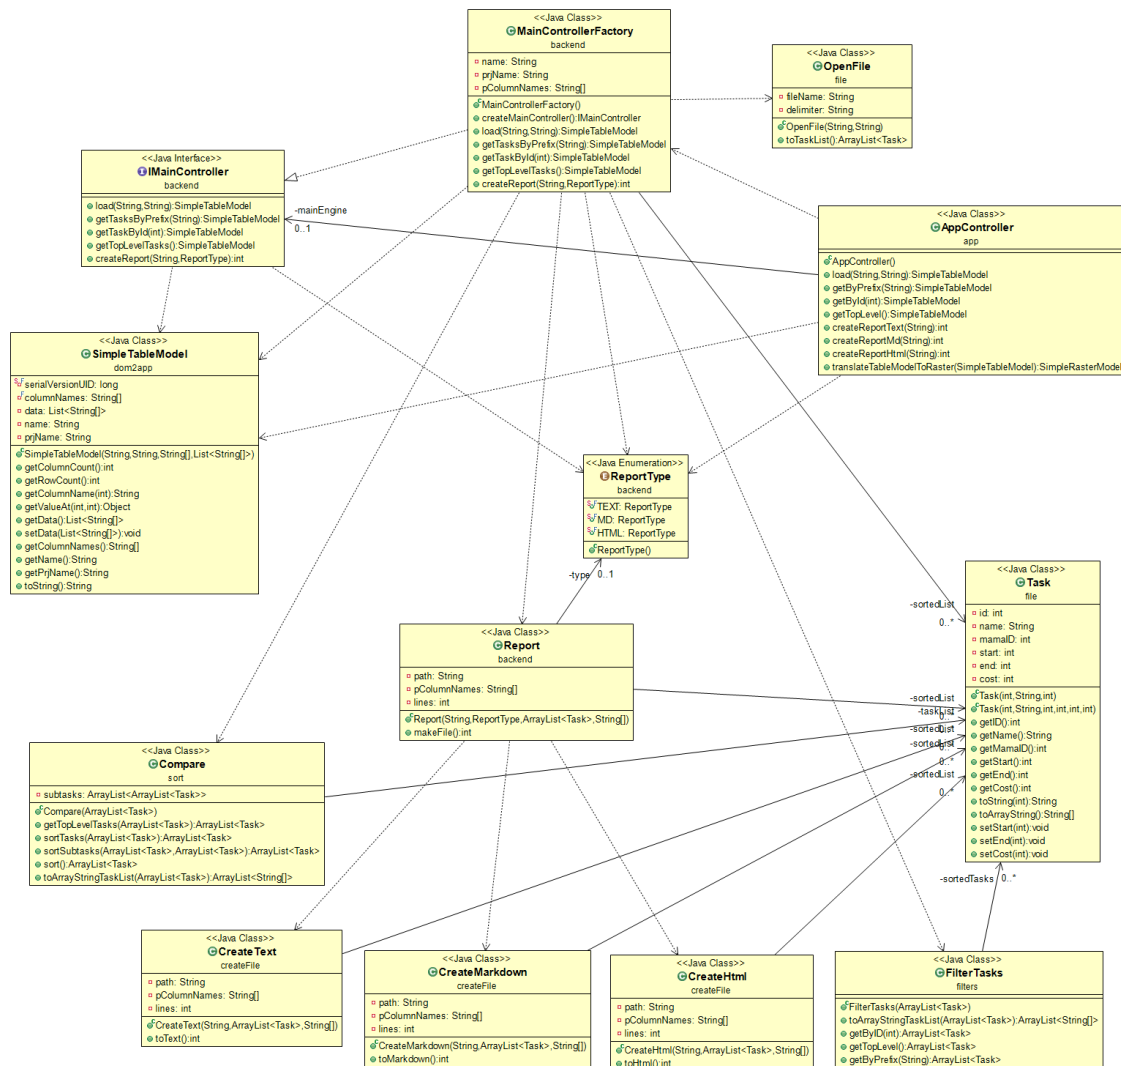 <<Java Class>>
MainControllerFactory
backend
name: String
prjName: String
pColumnNames: String[]
MainControllerFactory()
createMainController():IMainController
load(String,String):SimpleTableModel
getTasksByPrefix(String):SimpleTableModel
getTaskById(int):SimpleTableModel
getTopLevelTasks():SimpleTableModel
createReport(String,ReportType):int
<<Java Class>>
OpenFile
file
fileName: String
delimiter: String
OpenFile(String,String)
toTaskList():ArrayList<Task>
<<Java Interface>>
IMainController
backend
load(String,String):SimpleTableModel
getTasksByPrefix(String):SimpleTableModel
getTaskById(int):SimpleTableModel
getTopLevelTasks():SimpleTableModel
createReport(String,ReportType):int
-mainEngine
0..1
<<Java Class>>
AppController
app
AppController()
load(String,String):SimpleTableModel
getByPrefix(String):SimpleTableModel
getById(int):SimpleTableModel
getTopLevel():SimpleTableModel
createReportText(String):int
createReportMd(String):int
createReportHtml(String):int
translateTableModelToRaster(SimpleTableModel):SimpleRasterModel
<<Java Class>>
SimpleTableModel
dom2app
serialVersionUID: long
columnNames: String[]
data: List<String[]>
name: String
prjName: String
SimpleTableModel(String,String,String[],List<String[]>)
getColumnCount():int
getRowCount():int
getColumnName(int):String
getValueAt(int,int):Object
getData():List<String[]>
setData(List<String[]>):void
getColumnNames():String[]
getName():String
getPrjName():String
toString():String
<<Java Enumeration>>
ReportType
backend
TEXT: ReportType
MD: ReportType
HTML: ReportType
ReportType()
-type
0..1
<<Java Class>>
Task
file
id: int
name: String
mamaID: int
start: int
end: int
cost: int
Task(int,String,int)
Task(int,String,int,int,int,int)
getID():int
getName():String
getMamaID():int
getStart():int
getEnd():int
getCost():int
toString(int):String
toArrayString():String[]
setStart(int):void
setEnd(int):void
setCost(int):void
-sortedList
0..*
-sortedList
0..*
-taskList
0..*
-sortedList
0..*
-sortedList
0..*
-sortedList
0..*
<<Java Class>>
Report
backend
path: String
pColumnNames: String[]
lines: int
Report(String,ReportType,ArrayList<Task>,String[])
makeFile():int
<<Java Class>>
Compare
sort
subtasks: ArrayList<ArrayList<Task>>
Compare(ArrayList<Task>)
getTopLevelTasks(ArrayList<Task>):ArrayList<Task>
sortTasks(ArrayList<Task>):ArrayList<Task>
sortSubtasks(ArrayList<Task>,ArrayList<Task>):ArrayList<Task>
sort():ArrayList<Task>
toArrayStringTaskList(ArrayList<Task>):ArrayList<String[]>
-sortedTasks
0..*
<<Java Class>>
CreateText
createFile
path: String
pColumnNames: String[]
lines: int
CreateText(String,ArrayList<Task>,String[])
toText():int
<<Java Class>>
CreateMarkdown
createFile
path: String
pColumnNames: String[]
lines: int
CreateMarkdown(String,ArrayList<Task>,String[])
toMarkdown():int
<<Java Class>>
CreateHtml
createFile
path: String
pColumnNames: String[]
lines: int
CreateHtml(String,ArrayList<Task>,String[])
toHtml():int
<<Java Class>>
FilterTasks
filters
FilterTasks(ArrayList<Task>)
toArrayStringTaskList(ArrayList<Task>):ArrayList<String[]>
getByID(int):ArrayList<Task>
getTopLevel():ArrayList<Task>
getByPrefix(String):ArrayList<Task>